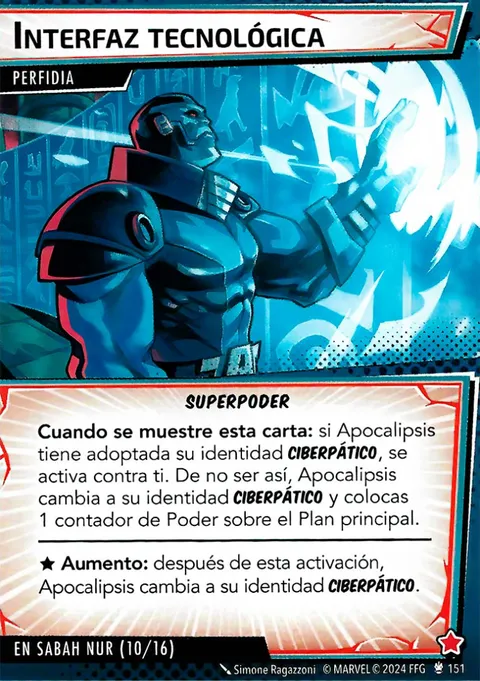 INTERFAZ TECNOLÓGICA
PERFIDIA
SUPERPODER
Cuando se muestre esta carta: si Apocalipsis
tiene adoptada su identidad CIBERPÁTICO, se
activa contra ti. De no ser así, Apocalipsis
cambia a su identidad CIBERPÁTICO y colocas
1 contador de Poder sobre el Plan principal.
★ Aumento: después de esta activación,
Apocalipsis cambia a su identidad CIBERPÁTICO.
EN SABAH NUR (10/16)
Simone Ragazzoni © MARVEL © 2024 FFG 151